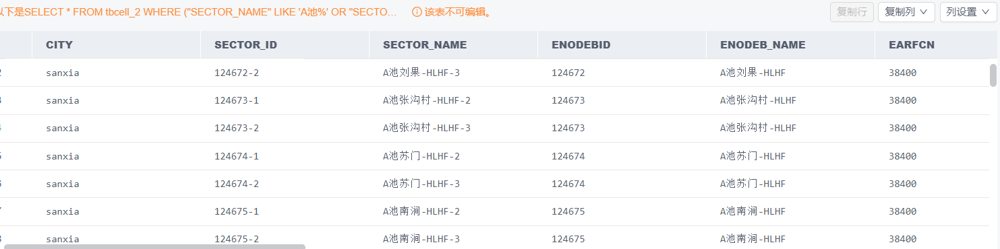 以下是SELECT * FROM tbcell_2 WHERE ("SECTOR_NAME" LIKE 'A池%' OR "SECTO… 该表不可编辑。 复制行 复制列 列设置
CITY SECTOR_ID SECTOR_NAME ENODEBID ENODEB_NAME EARFCN
2 sanxia 124672-2 A池刘果-HLHF-3 124672 A池刘果-HLHF 38400
3 sanxia 124673-1 A池张沟村-HLHF-2 124673 A池张沟村-HLHF 38400
4 sanxia 124673-2 A池张沟村-HLHF-3 124673 A池张沟村-HLHF 38400
5 sanxia 124674-1 A池苏门-HLHF-2 124674 A池苏门-HLHF 38400
6 sanxia 124674-2 A池苏门-HLHF-3 124674 A池苏门-HLHF 38400
7 sanxia 124675-1 A池南涧-HLHF-2 124675 A池南涧-HLHF 38400
8 sanxia 124675-2 A池南涧-HLHF-3 124675 A池南涧-HLHF 38400